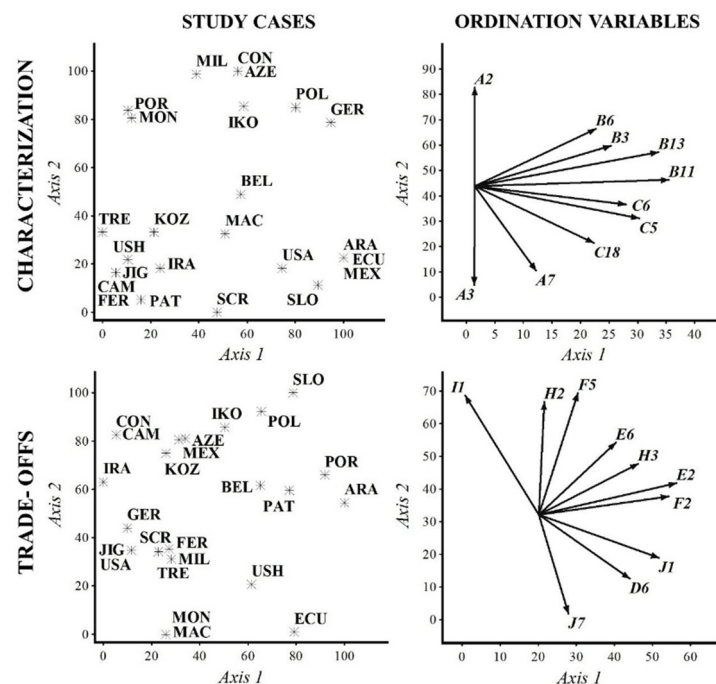 STUDY CASES
ORDINATION VARIABLES
CHARACTERIZATION
Axis 2
100
80
60
40
20
0
MIL
CON
AZE
POR
MON
IKO
POL
GER
BEL
TRE
KOZ
MAC
USH
JIG
IRA
USA
ARA
ECU
MEX
CAM
FER
PAT
SCR
SLO
0 20 40 60 80 100
Axis 1
Axis 2
90
80
70
60
50
40
30
20
10
0
A2
B6
B3
B13
B11
C6
C5
C18
A7
A3
0 5 10 15 20 25 30 35 40
Axis 1
TRADE- OFFS
Axis 2
100
80
60
40
20
0
SLO
CON
CAM
IKO
POL
AZE
MEX
KOZ
IRA
POR
BEL
PAT
ARA
GER
JIG
USA
SCR
FER
MIL
TRE
USH
MON
MAC
ECU
0 20 40 60 80 100
Axis 1
Axis 2
70
60
50
40
30
20
10
0
I1
H2
F5
E6
H3
E2
F2
J1
D6
J7
0 10 20 30 40 50 60
Axis 1